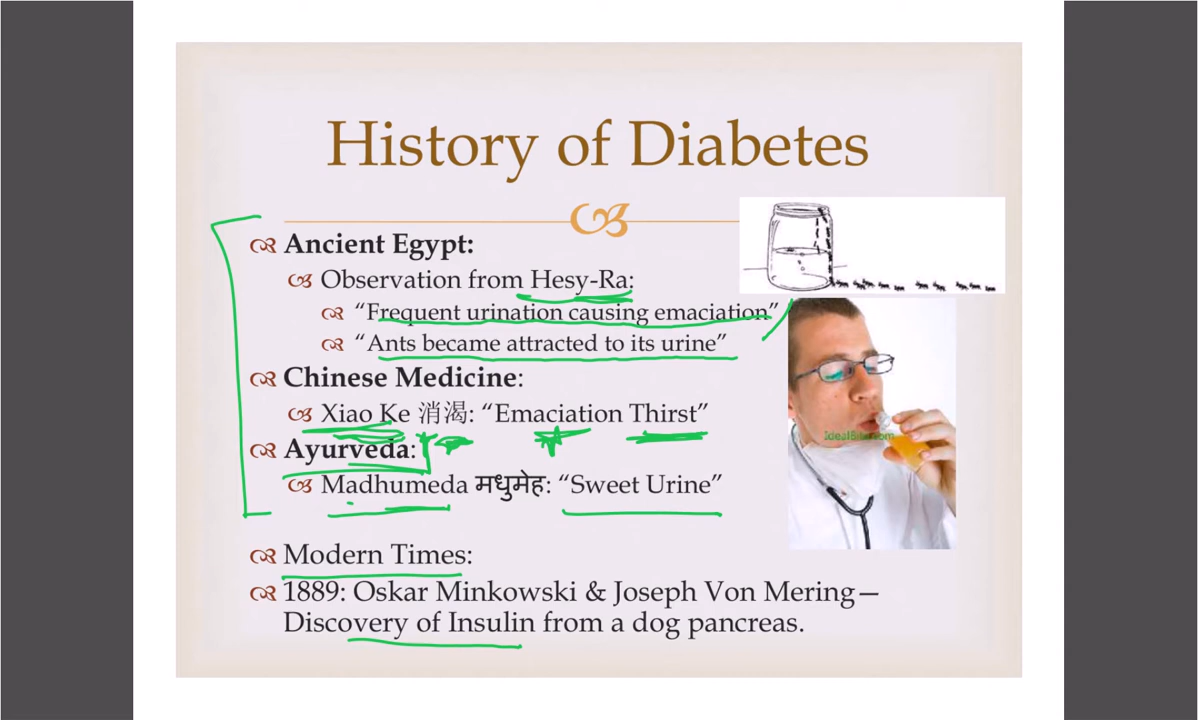 History of Diabetes
Ancient Egypt:
Observation from Hesy-Ra:
“Frequent urination causing emaciation”
“Ants became attracted to its urine”
Chinese Medicine:
Xiao Ke 消渴: “Emaciation Thirst”
Ayurveda:
Madhumeda मधुमेह: “Sweet Urine”
Modern Times:
1889: Oskar Minkowski & Joseph Von Mering—
Discovery of Insulin from a dog pancreas.